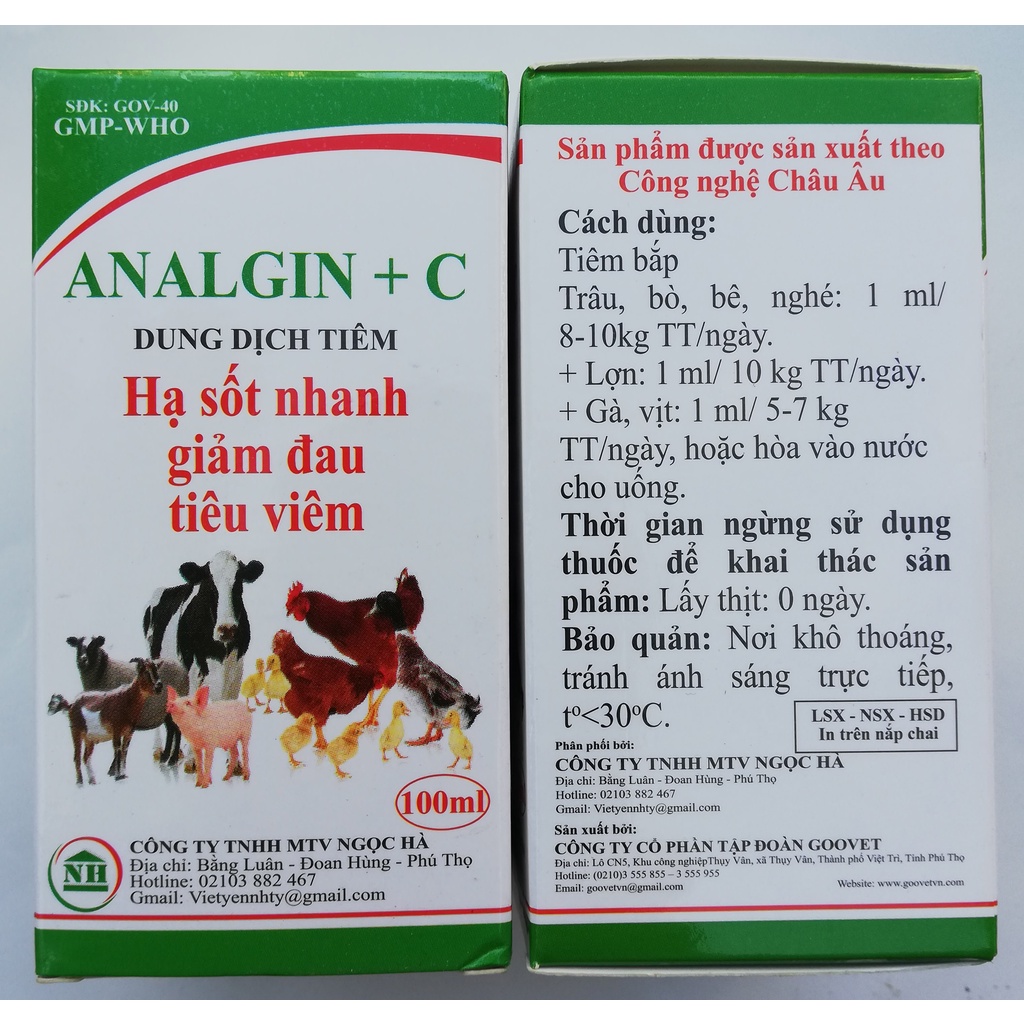 SĐK: GOV-40
GMP-WHO
ANALGIN + C
DUNG DỊCH TIÊM
Hạ sốt nhanh
giảm đau
tiêu viêm
100ml
NH
CÔNG TY TNHH MTV NGỌC HÀ
Địa chỉ: Bằng Luân - Đoan Hùng - Phú Thọ
Hotline: 02103 882 467
Gmail: Vietyennhty@gmail.com
Sản phẩm được sản xuất theo
Công nghệ Châu Âu
Cách dùng:
Tiêm bắp
Trâu, bò, bê, nghé: 1 ml/
8-10kg TT/ngày.
+ Lợn: 1 ml/ 10 kg TT/ngày.
+ Gà, vịt: 1 ml/ 5-7 kg
TT/ngày, hoặc hòa vào nước
cho uống.
Thời gian ngừng sử dụng
thuốc để khai thác sản
phẩm: Lấy thịt: 0 ngày.
Bảo quản: Nơi khô thoáng,
tránh ánh sáng trực tiếp,
tº<30ºC.
LSX - NSX - HSD
In trên nắp chai
Phân phối bởi:
CÔNG TY TNHH MTV NGỌC HÀ
Địa chỉ: Bằng Luân - Đoan Hùng - Phú Thọ
Hotline: 02103 882 467
Gmail: Vietyennhty@gmail.com
Sản xuất bởi:
CÔNG TY CỔ PHẦN TẬP ĐOÀN GOOVET
Địa chỉ: Lô CN5, Khu công nghiệpThụy Vân, xã Thụy Vân, Thành phố Việt Trì, Tỉnh Phú Thọ
Hotline: (0210)3 555 855 – 3 555 955
Email: goovetvn@gmail.com
Website: www.goovetvn.com